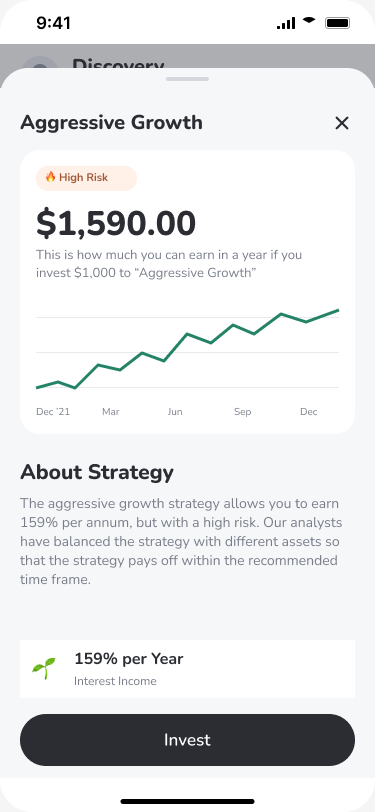 9:41
Discovery
Aggressive Growth
High Risk
$1,590.00
This is how much you can earn in a year if you
invest $1,000 to “Aggressive Growth”
Dec ’21 Mar Jun Sep Dec
About Strategy
The aggressive growth strategy allows you to earn
159% per annum, but with a high risk. Our analysts
have balanced the strategy with different assets so
that the strategy pays off within the recommended
time frame.
159% per Year
Interest Income
Invest